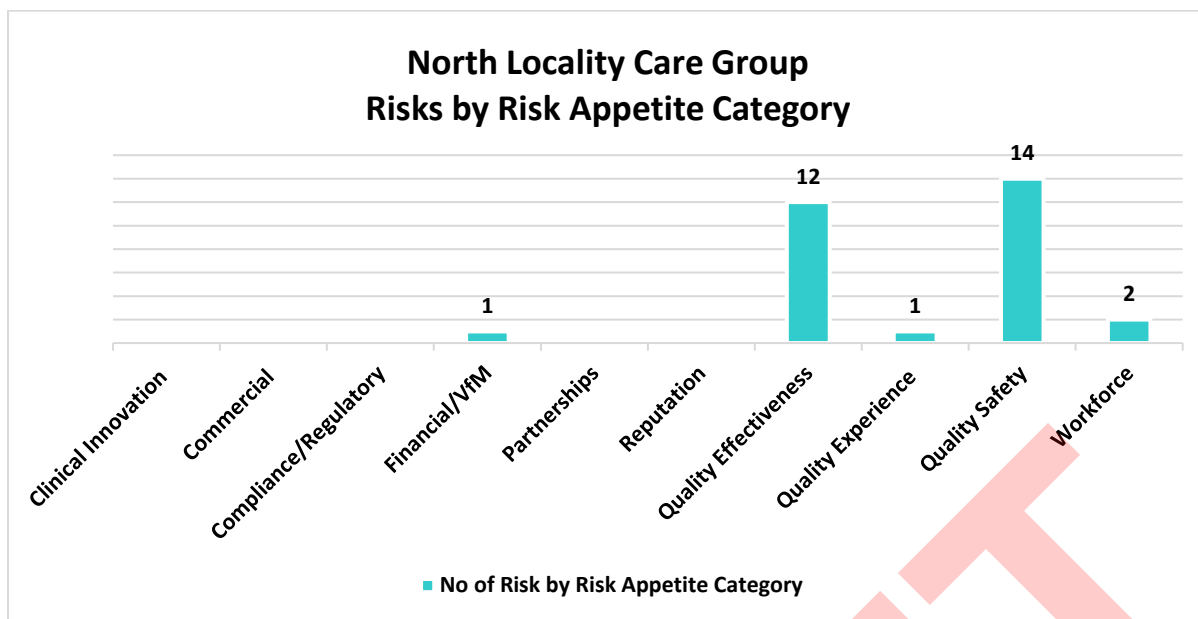 North Locality Care Group
Risks by Risk Appetite Category
14
12
2
1
1
Clinical Innovation
Commercial
Compliance/Regulatory
Financial/VfM
Partnerships
Reputation
Quality Effectiveness
Quality Experience
Quality Safety
Workforce
No of Risk by Risk Appetite Category